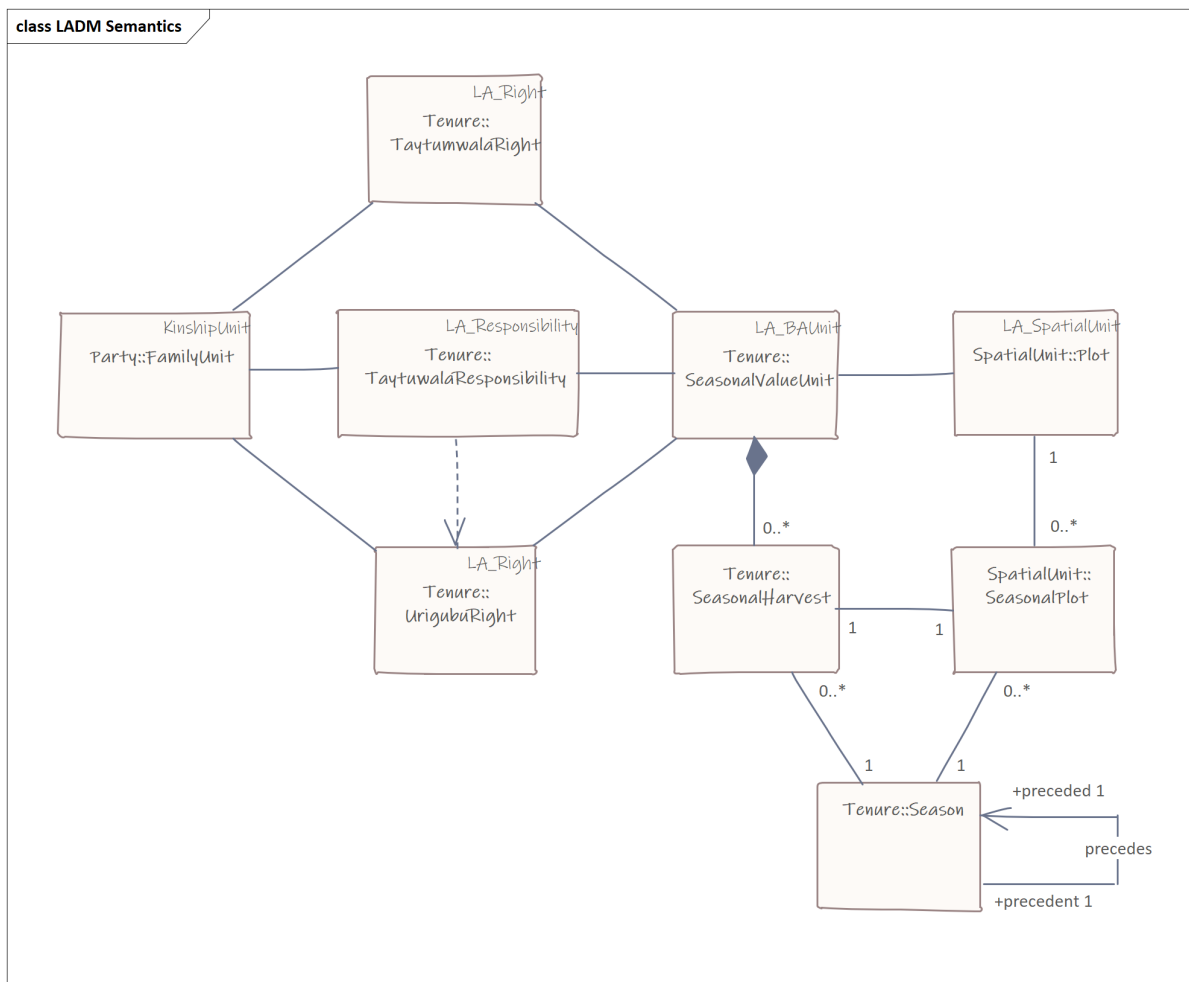 class LADM Semantics
LA_Right
Tenure::
TaytumwalaRight
KinshipUnit
Party::FamilyUnit
LA_Responsibility
Tenure::
TaytuwalaResponsibility
LA_BAUnit
Tenure::
SeasonalValueUnit
LA_SpatialUnit
SpatialUnit::Plot
1
0..*
0..*
LA_Right
Tenure::
UrigubuRight
Tenure::
SeasonalHarvest
SpatialUnit::
SeasonalPlot
1
1
0..*
0..*
1
1
Tenure::Season
+preceded 1
precedes
+precedent 1